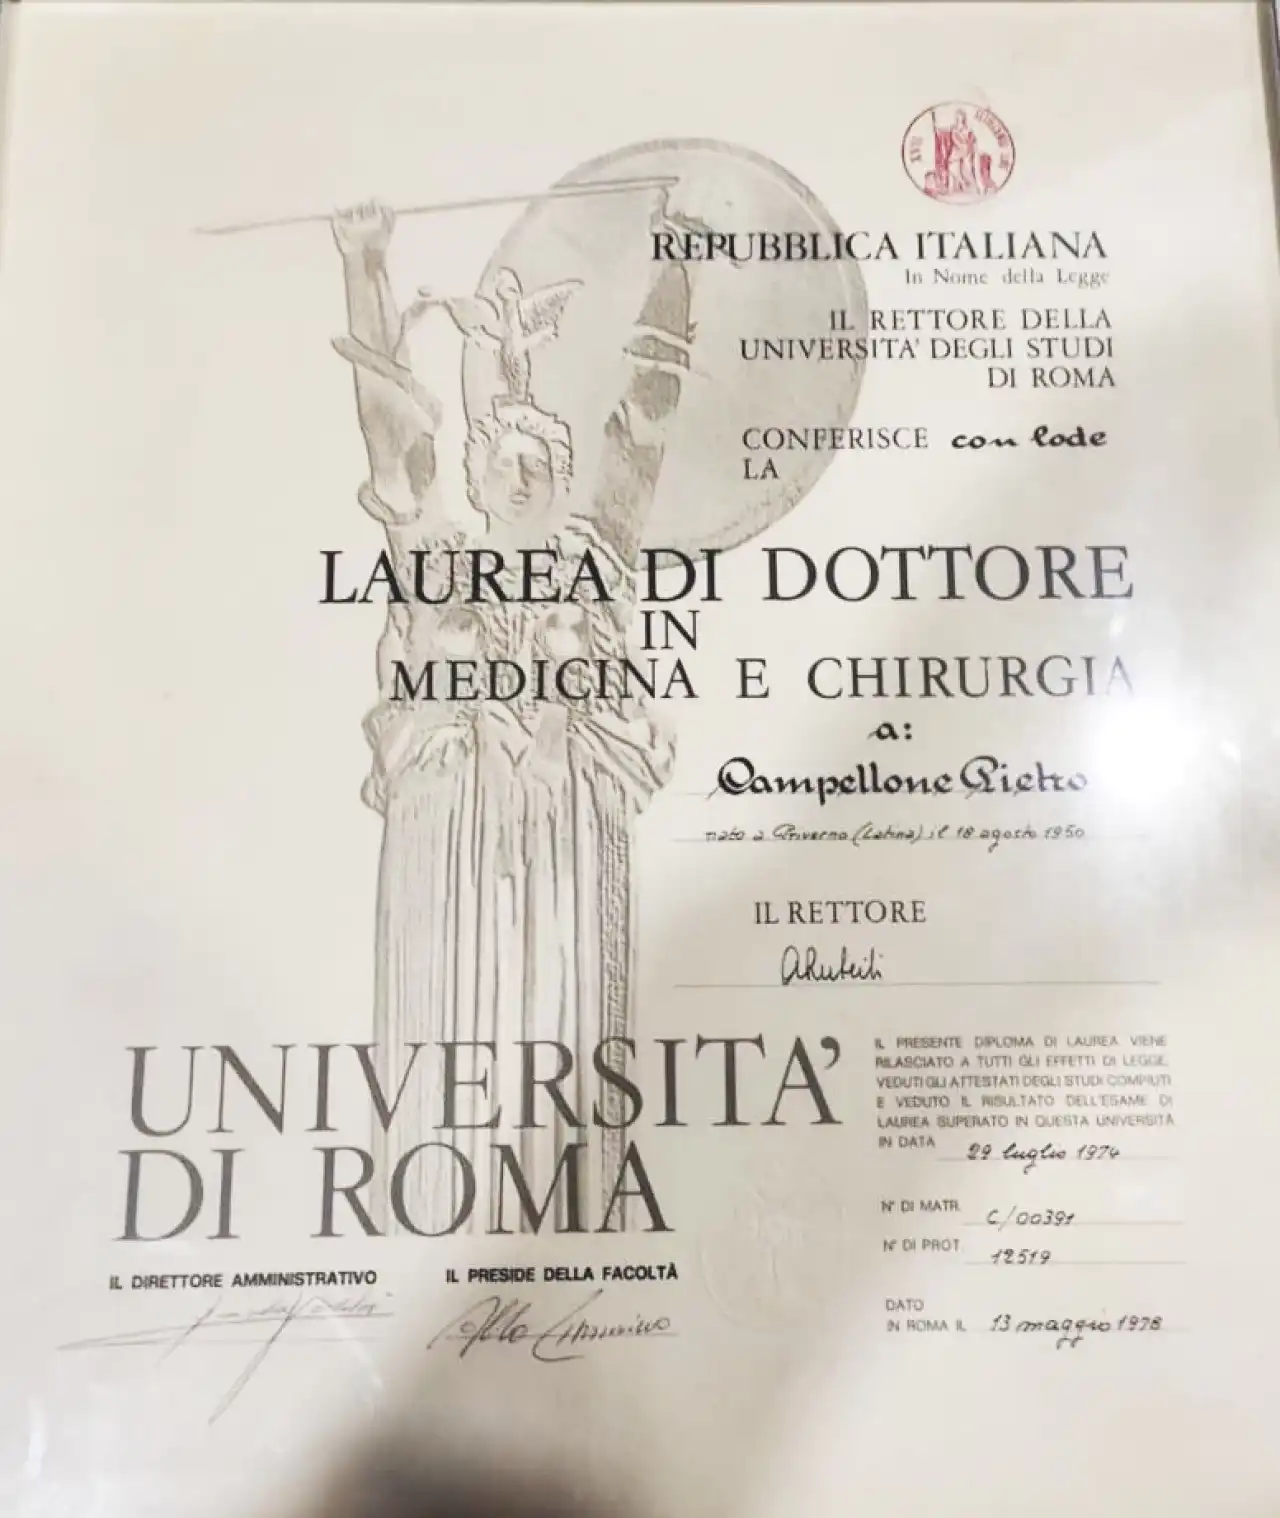 REPUBBLICA ITALIANA
In Nome della Legge
IL RETTORE DELLA
UNIVERSITA' DEGLI STUDI
DI ROMA
CONFERISCE con lode
LA
LAUREA DI DOTTORE
IN
MEDICINA E CHIRURGIA
a:
Campellone Pietro
nato a Priverno (Latina) il 18 agosto 1950
IL RETTORE
UNIVERSITA'
DI ROMA
IL PRESENTE DIPLOMA DI LAUREA VIENE
RILASCIATO A TUTTI GLI EFFETTI DI LEGGE,
VEDUTI GLI ATTESTATI DEGLI STUDI COMPIUTI
E VEDUTO IL RISULTATO DELL'ESAME DI
LAUREA SUPERATO IN QUESTA UNIVERSITÀ
IN DATA 29 luglio 1974
N° DI MATR. C/00391
N° DI PROT. 12519
DATO
IN ROMA IL 13 maggio 1978
IL DIRETTORE AMMINISTRATIVO
IL PRESIDE DELLA FACOLTÀ